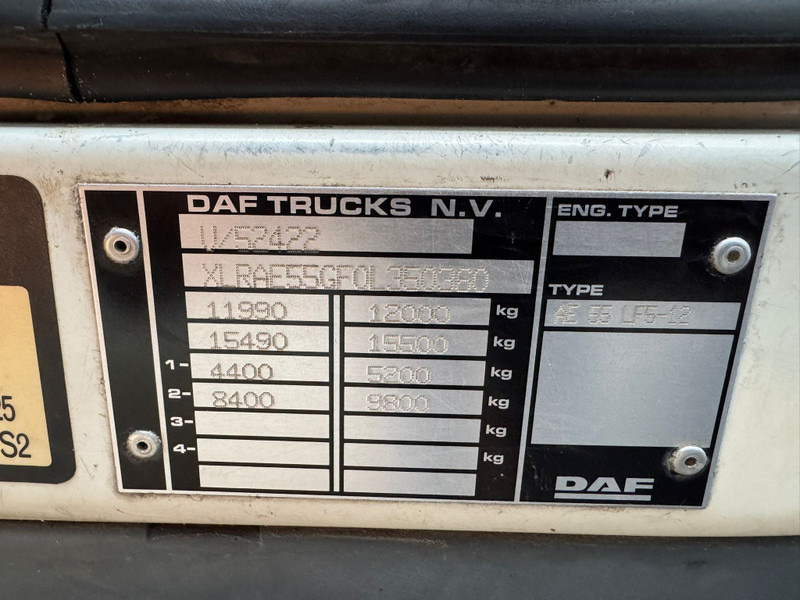 DAF TRUCKS N.V.
V/52422
XLRAE55GF0L350380
11990 12000 kg
15490 15500 kg
1- 4400 5200 kg
2- 8400 9800 kg
3- kg
4- kg
ENG. TYPE
TYPE
AE 55 LF5-12
DAF
25
S2